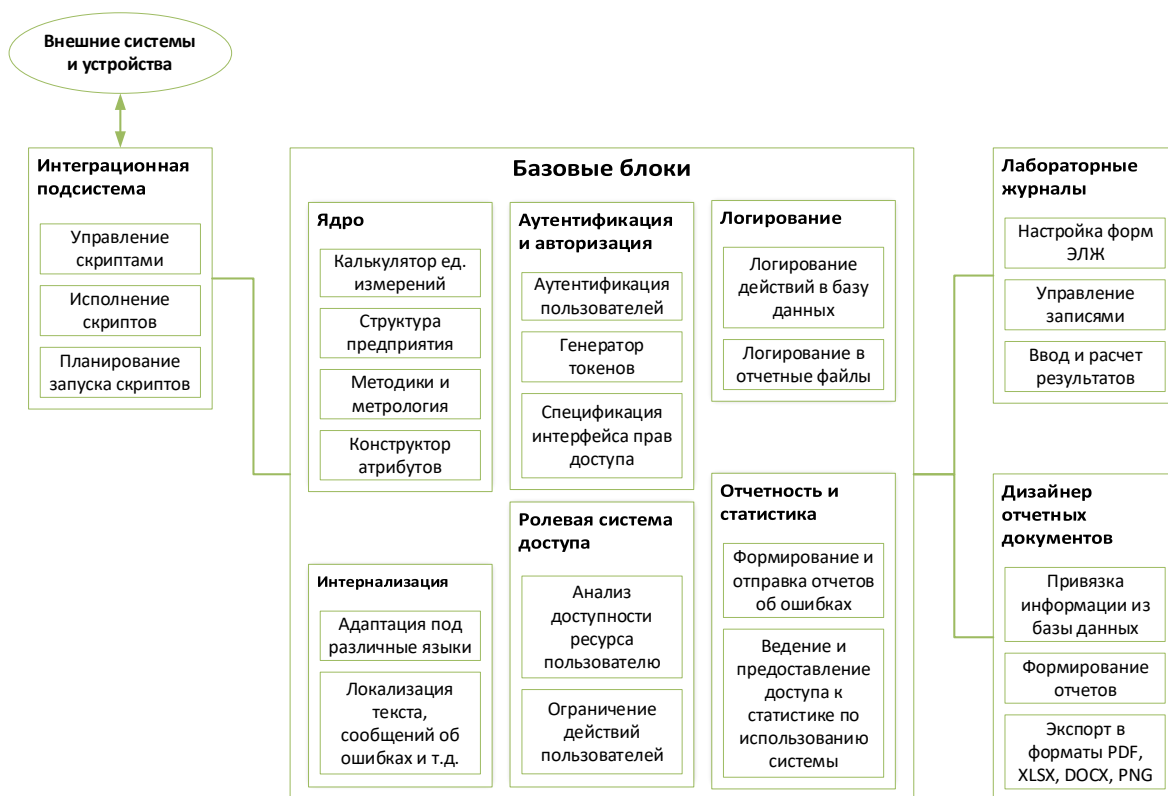 Внешние системы
и устройства
Интеграционная
подсистема
Управление
скриптами
Исполнение
скриптов
Планирование
запуска скриптов
Базовые блоки
Ядро
Калькулятор ед.
измерений
Структура
предприятия
Методики и
метрология
Конструктор
атрибутов
Интернализация
Адаптация под
различные языки
Локализация
текста,
сообщений об
ошибках и т.д.
Аутентификация
и авторизация
Аутентификация
пользователей
Генератор
токенов
Спецификация
интерфейса прав
доступа
Ролевая система
доступа
Анализ
доступности
ресурса
пользователю
Ограничение
действий
пользователей
Логирование
Логирование
действий в базу
данных
Логирование в
отчетные файлы
Отчетность и
статистика
Формирование и
отправка отчетов
об ошибках
Ведение и
предоставление
доступа к
статистике по
использованию
системы
Лабораторные
журналы
Настройка форм
ЭЛЖ
Управление
записями
Ввод и расчет
результатов
Дизайнер
отчетных
документов
Привязка
информации из
базы данных
Формирование
отчетов
Экспорт в
форматы PDF,
XLSX, DOCX, PNG